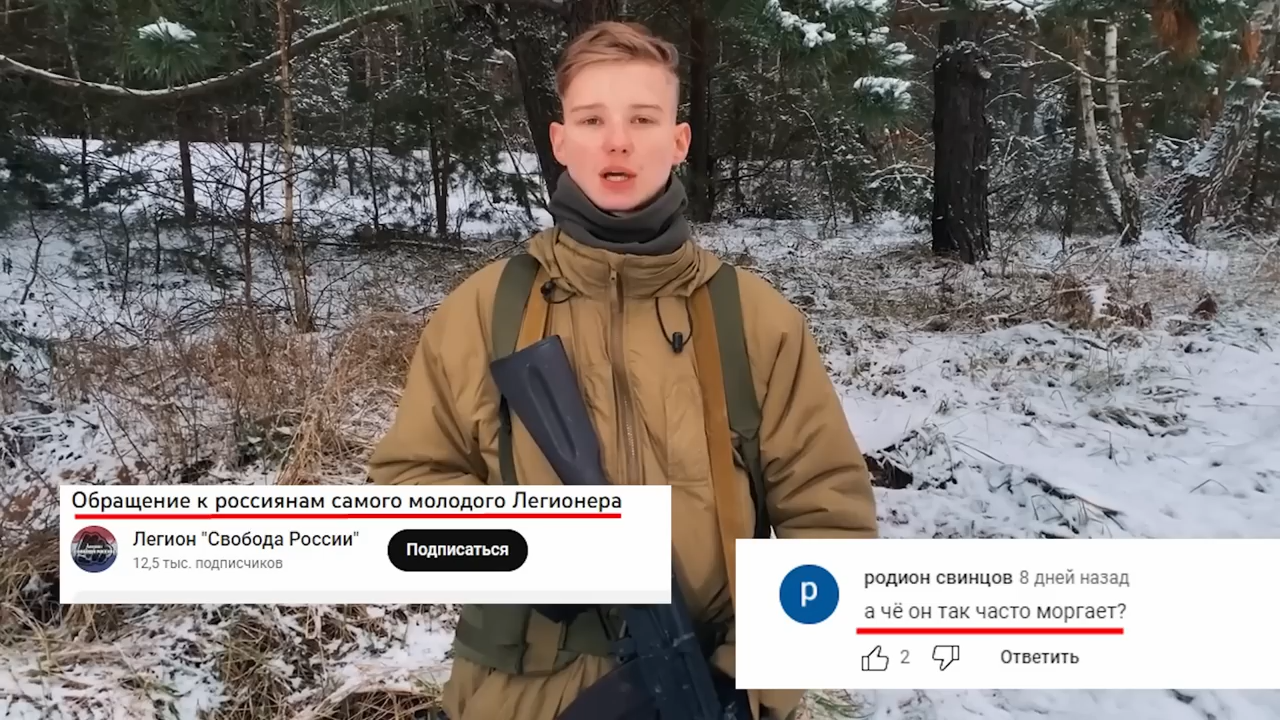 Обращение к россиянам самого молодого Легионера
Легион "Свобода России"
12,5 тыс. подписчиков
Подписаться
р
родион свинцов 8 дней назад
а чё он так часто моргает?
2
Ответить